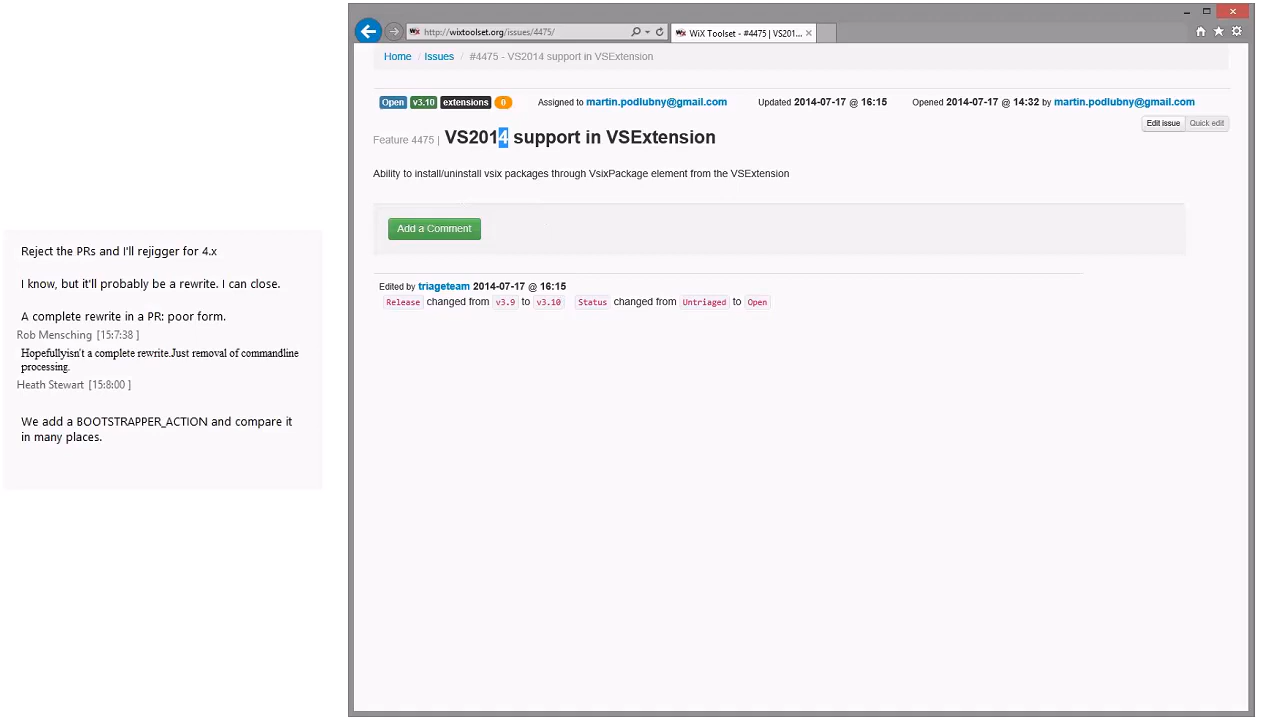 Reject the PRs and I'll rejigger for 4.x
I know, but it'll probably be a rewrite. I can close.
A complete rewrite in a PR: poor form.
Rob Mensching [15:7:38 ]
Hopefullyisn't a complete rewrite.Just removal of commandline
processing.
Heath Stewart [15:8:00 ]
We add a BOOTSTRAPPER_ACTION and compare it
in many places.
http://wixtoolset.org/issues/4475/
WiX Toolset - #4475 | VS201...
Home / Issues / #4475 - VS2014 support in VSExtension
Open v3.10 extensions 0 Assigned to martin.podlubny@gmail.com Updated 2014-07-17 @ 16:15 Opened 2014-07-17 @ 14:32 by martin.podlubny@gmail.com
Edit issue Quick edit
Feature 4475 | VS2014 support in VSExtension
Ability to install/uninstall vsix packages through VsixPackage element from the VSExtension
Add a Comment
Edited by triageteam 2014-07-17 @ 16:15
Release changed from v3.9 to v3.10 Status changed from Untriaged to Open